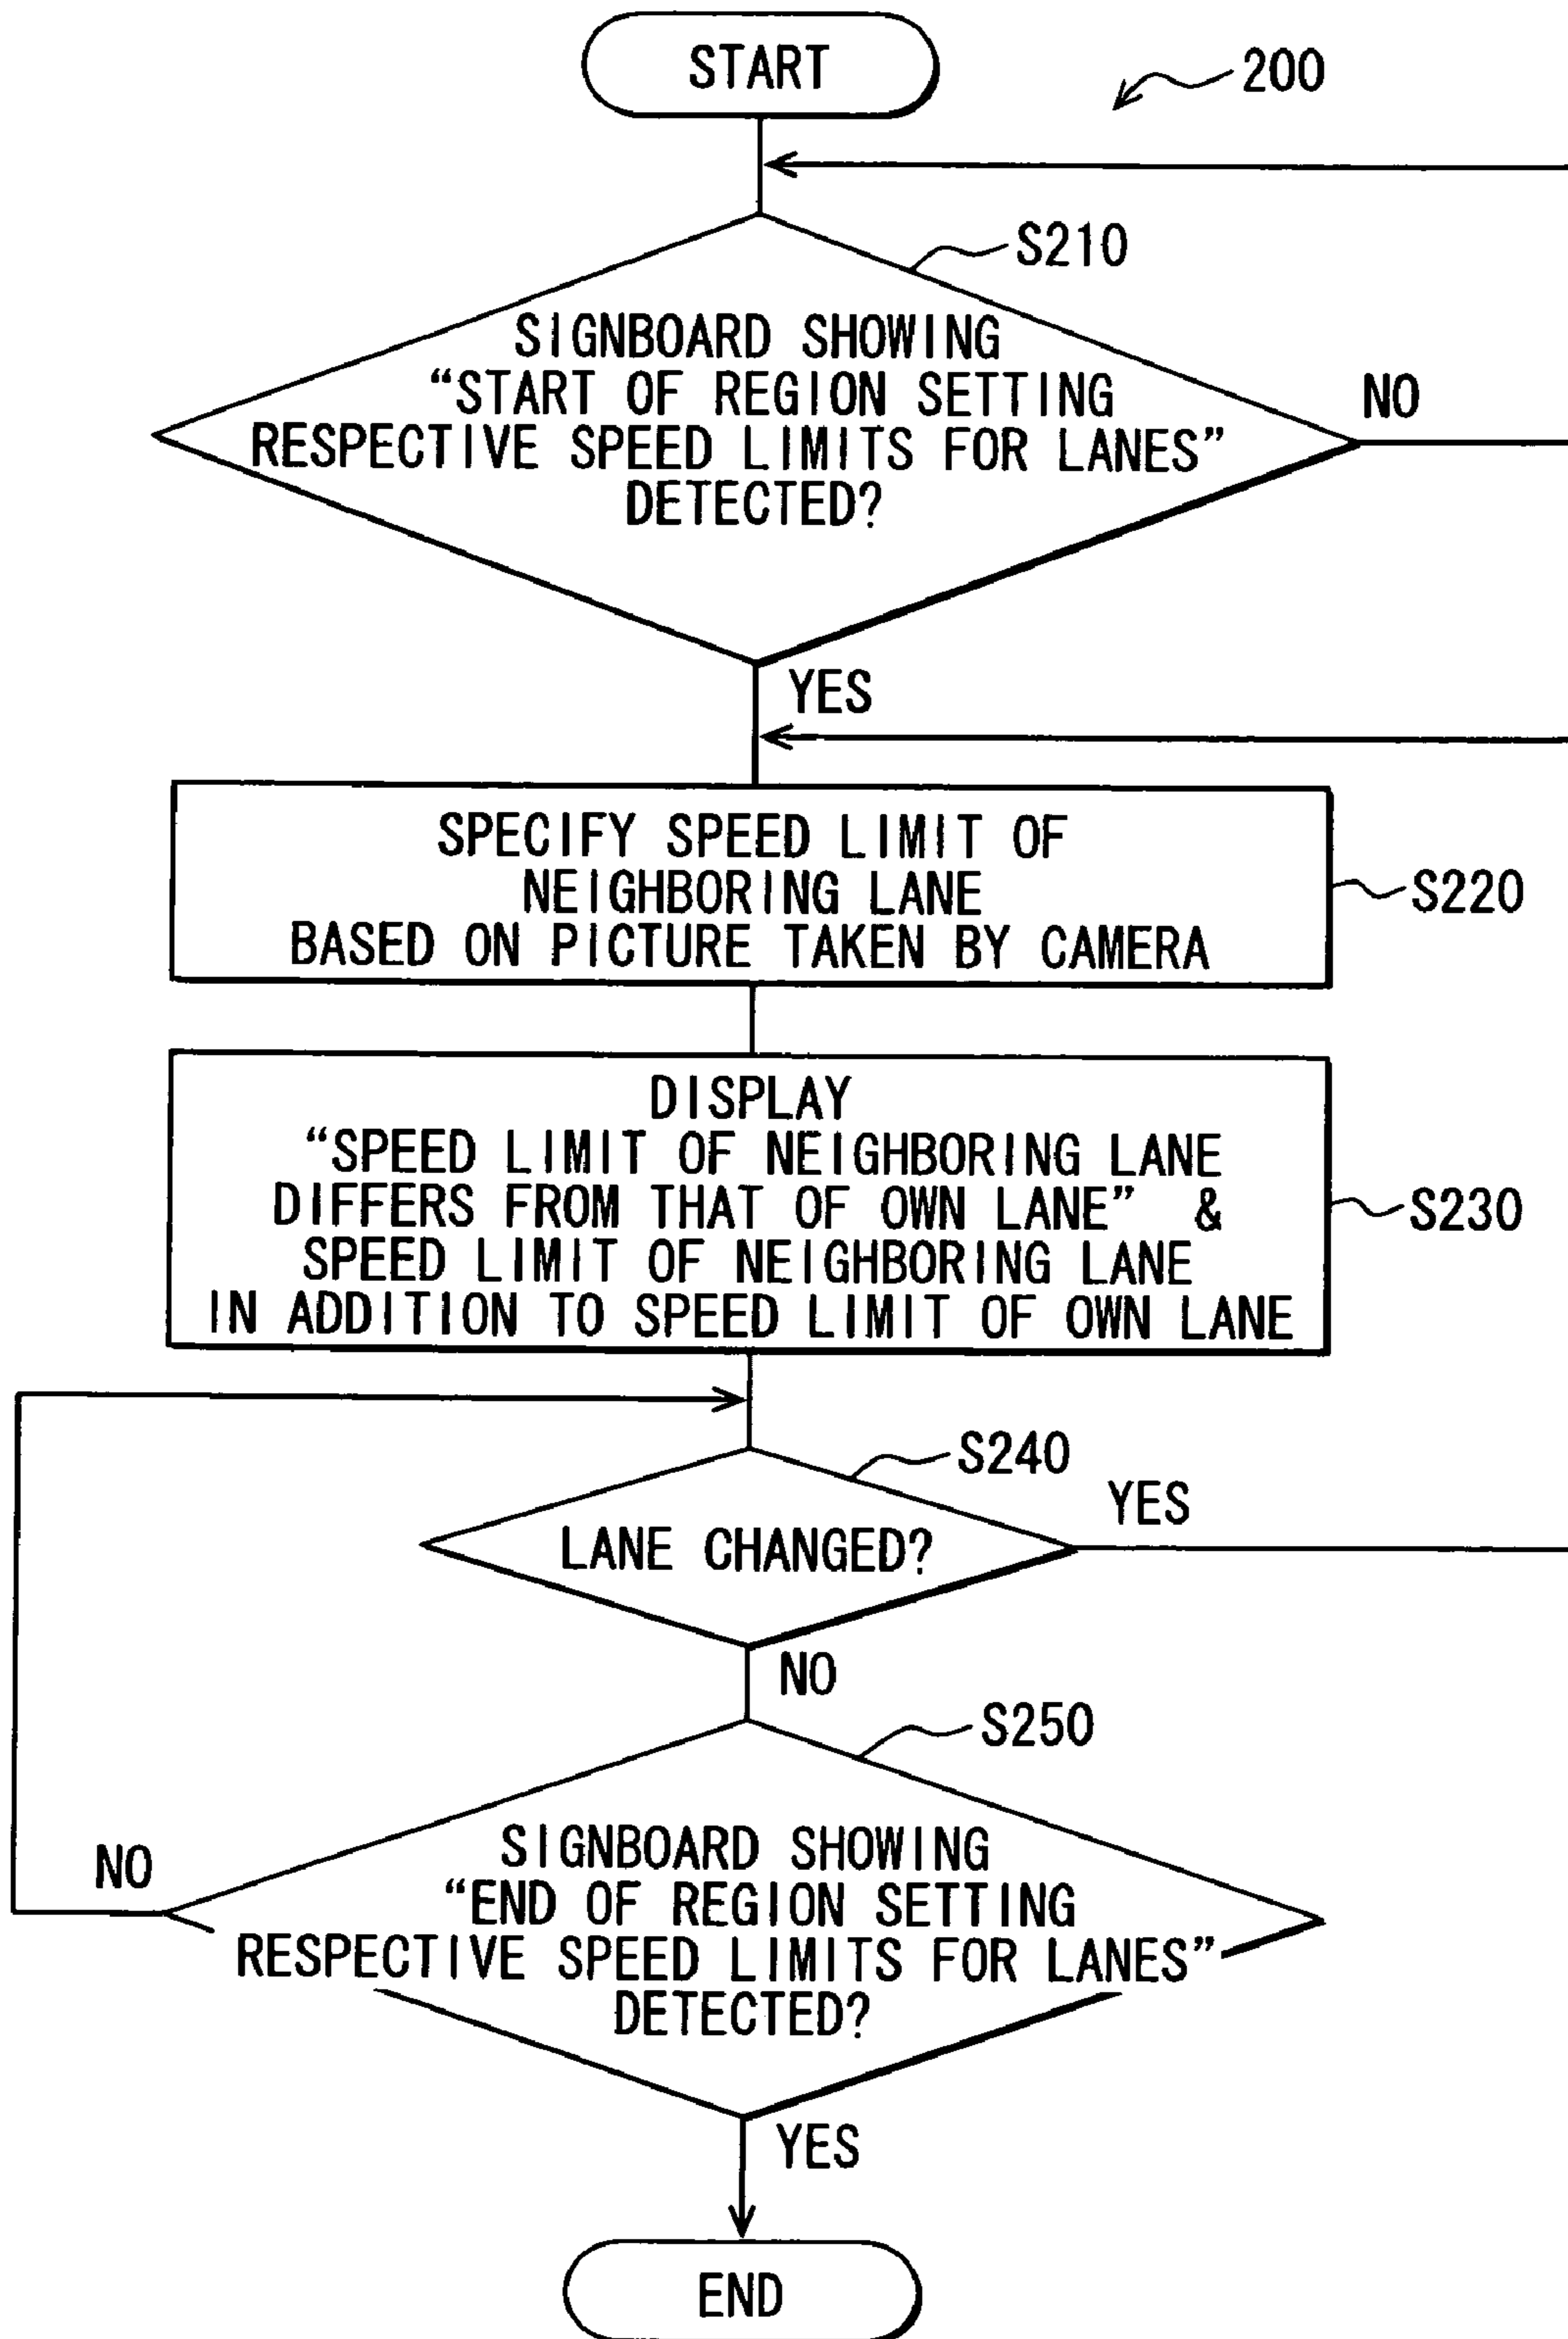 START
200
S210
SIGNBOARD SHOWING
“START OF REGION SETTING
RESPECTIVE SPEED LIMITS FOR LANES”
DETECTED?
NO
YES
SPECIFY SPEED LIMIT OF
NEIGHBORING LANE
BASED ON PICTURE TAKEN BY CAMERA
S220
DISPLAY
“SPEED LIMIT OF NEIGHBORING LANE
DIFFERS FROM THAT OF OWN LANE” &
SPEED LIMIT OF NEIGHBORING LANE
IN ADDITION TO SPEED LIMIT OF OWN LANE
S230
S240
YES
LANE CHANGED?
NO
S250
NO
SIGNBOARD SHOWING
“END OF REGION SETTING
RESPECTIVE SPEED LIMITS FOR LANES”
DETECTED?
YES
END